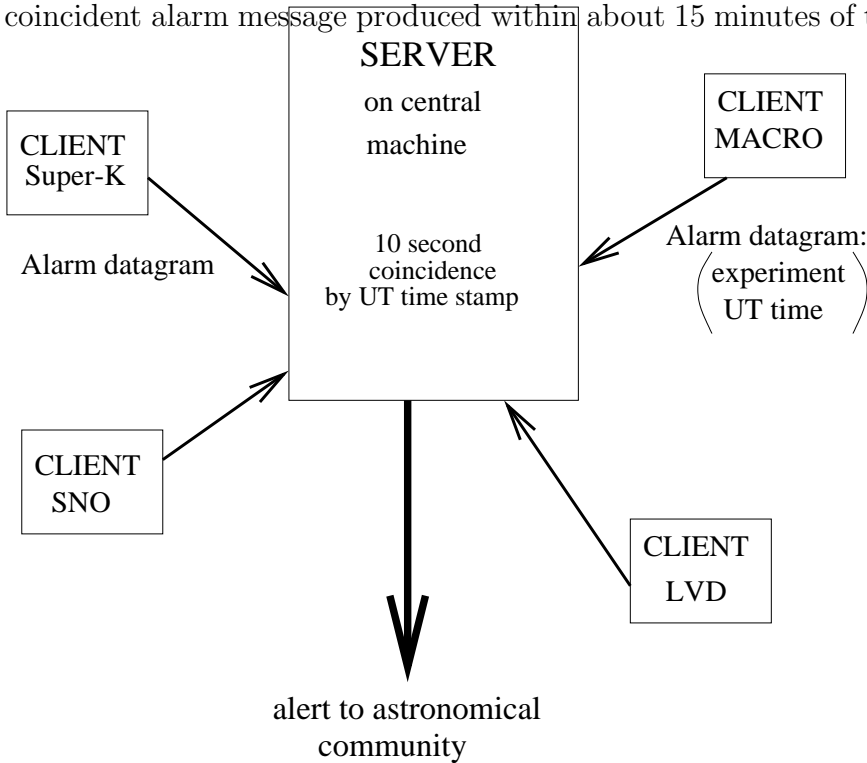 coincident alarm message produced within about 15 minutes of
SERVER
on central
machine
10 second
coincidence
by UT time stamp
CLIENT
Super-K
Alarm datagram
CLIENT
MACRO
Alarm datagram:
experiment
UT time
CLIENT
SNO
CLIENT
LVD
alert to astronomical
community